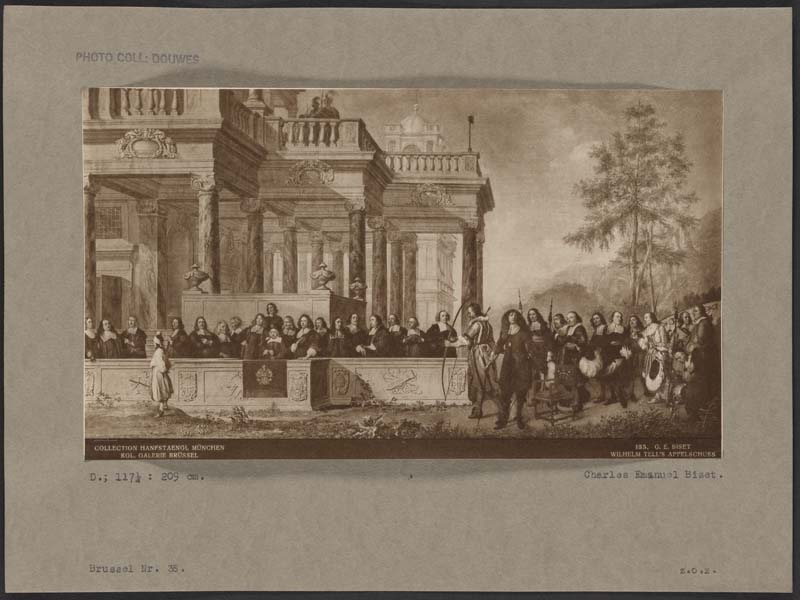 PHOTO COLL: DOUWES
COLLECTION HANFSTAENGL MÜNCHEN
KGL. GALERIE BRÜSSEL
185. C. E. BISET
WILHELM TELL'S APFELSCHUSS
D.; 117½ : 209 cm.
Charles Emanuel Biset.
Brussel Nr. 35.
z.o.z.